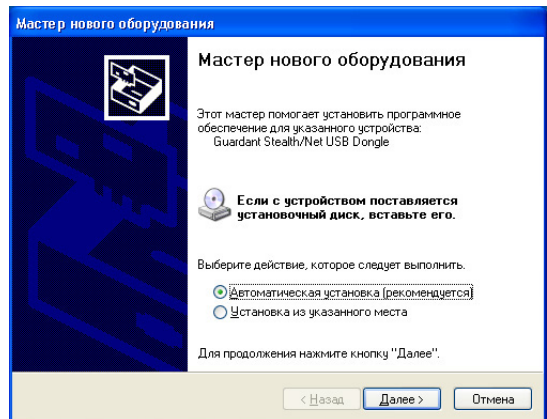 Мастер нового оборудования
Мастер нового оборудования
Этот мастер помогает установить программное
обеспечение для указанного устройства:
Guardant Stealth/Net USB Dongle
Если с устройством поставляется
установочный диск, вставьте его.
Выберите действие, которое следует выполнить.
Автоматическая установка (рекомендуется)
Установка из указанного места
Для продолжения нажмите кнопку "Далее".
< Назад Далее > Отмена